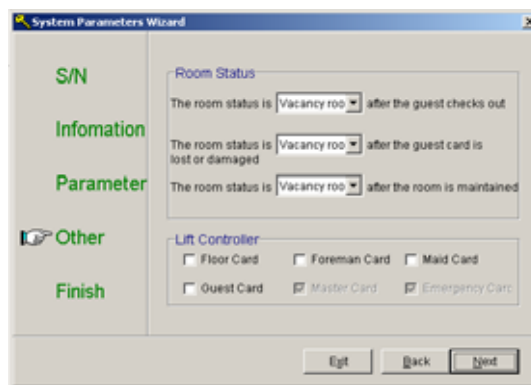 System Parameters Wizard
S/N
Infomation
Parameter
Other
Finish
Room Status
The room status is Vacancy roo after the guest checks out
The room status is Vacancy roo after the guest card is
lost or damaged
The room status is Vacancy roo after the room is maintained
Lift Controller
Floor Card Foreman Card Maid Card
Guest Card Master Card Emergency Carc
Exit Back Next